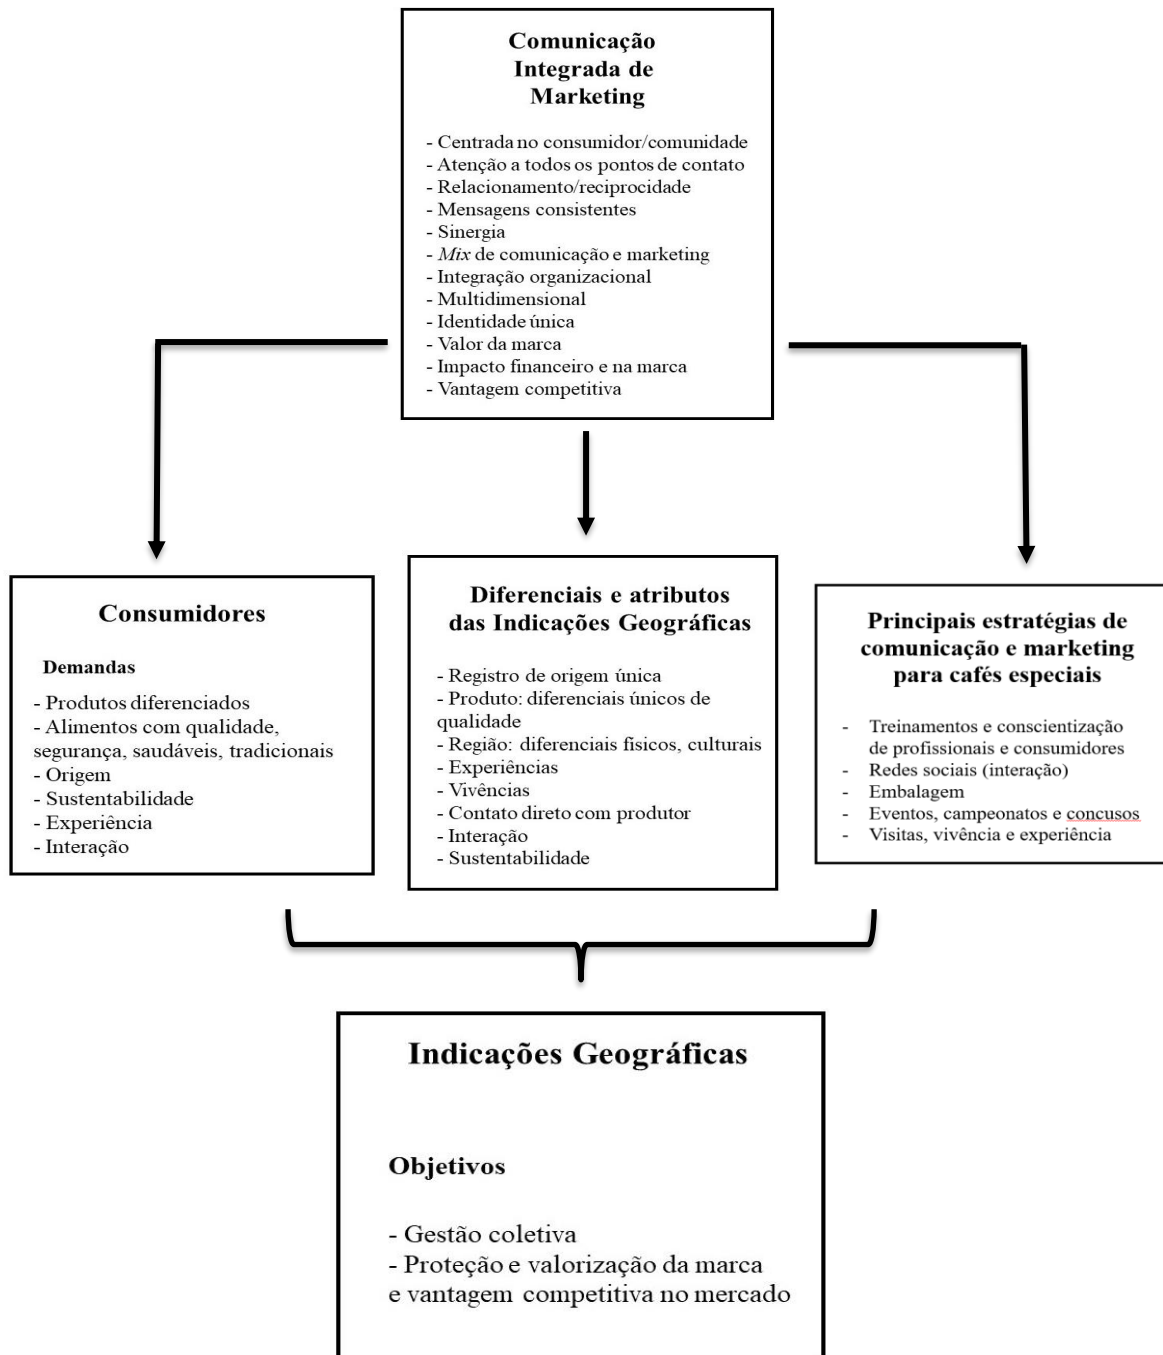 Comunicação
Integrada de
Marketing
- Centrada no consumidor/comunidade
- Atenção a todos os pontos de contato
- Relacionamento/reciprocidade
- Mensagens consistentes
- Sinergia
- Mix de comunicação e marketing
- Integração organizacional
- Multidimensional
- Identidade única
- Valor da marca
- Impacto financeiro e na marca
- Vantagem competitiva
Consumidores
Demandas
- Produtos diferenciados
- Alimentos com qualidade,
segurança, saudáveis, tradicionais
- Origem
- Sustentabilidade
- Experiência
- Interação
Diferenciais e atributos
das Indicações Geográficas
- Registro de origem única
- Produto: diferenciais únicos de
qualidade
- Região: diferenciais físicos, culturais
- Experiências
- Vivências
- Contato direto com produtor
- Interação
- Sustentabilidade
Principais estratégias de
comunicação e marketing
para cafés especiais
- Treinamentos e conscientização
de profissionais e consumidores
- Redes sociais (interação)
- Embalagem
- Eventos, campeonatos e concusos
- Visitas, vivência e experiência
Indicações Geográficas
Objetivos
- Gestão coletiva
- Proteção e valorização da marca
e vantagem competitiva no mercado